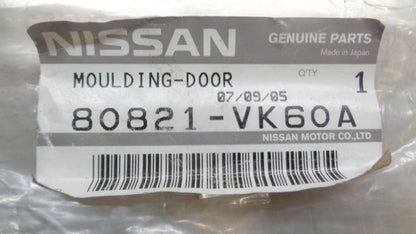 NISSAN GENUINE PARTS
Made in Japan
MOULDING-DOOR Q'TY 1
07/09/05
80821-VK60A
NISSAN MOTOR CO.,LTD